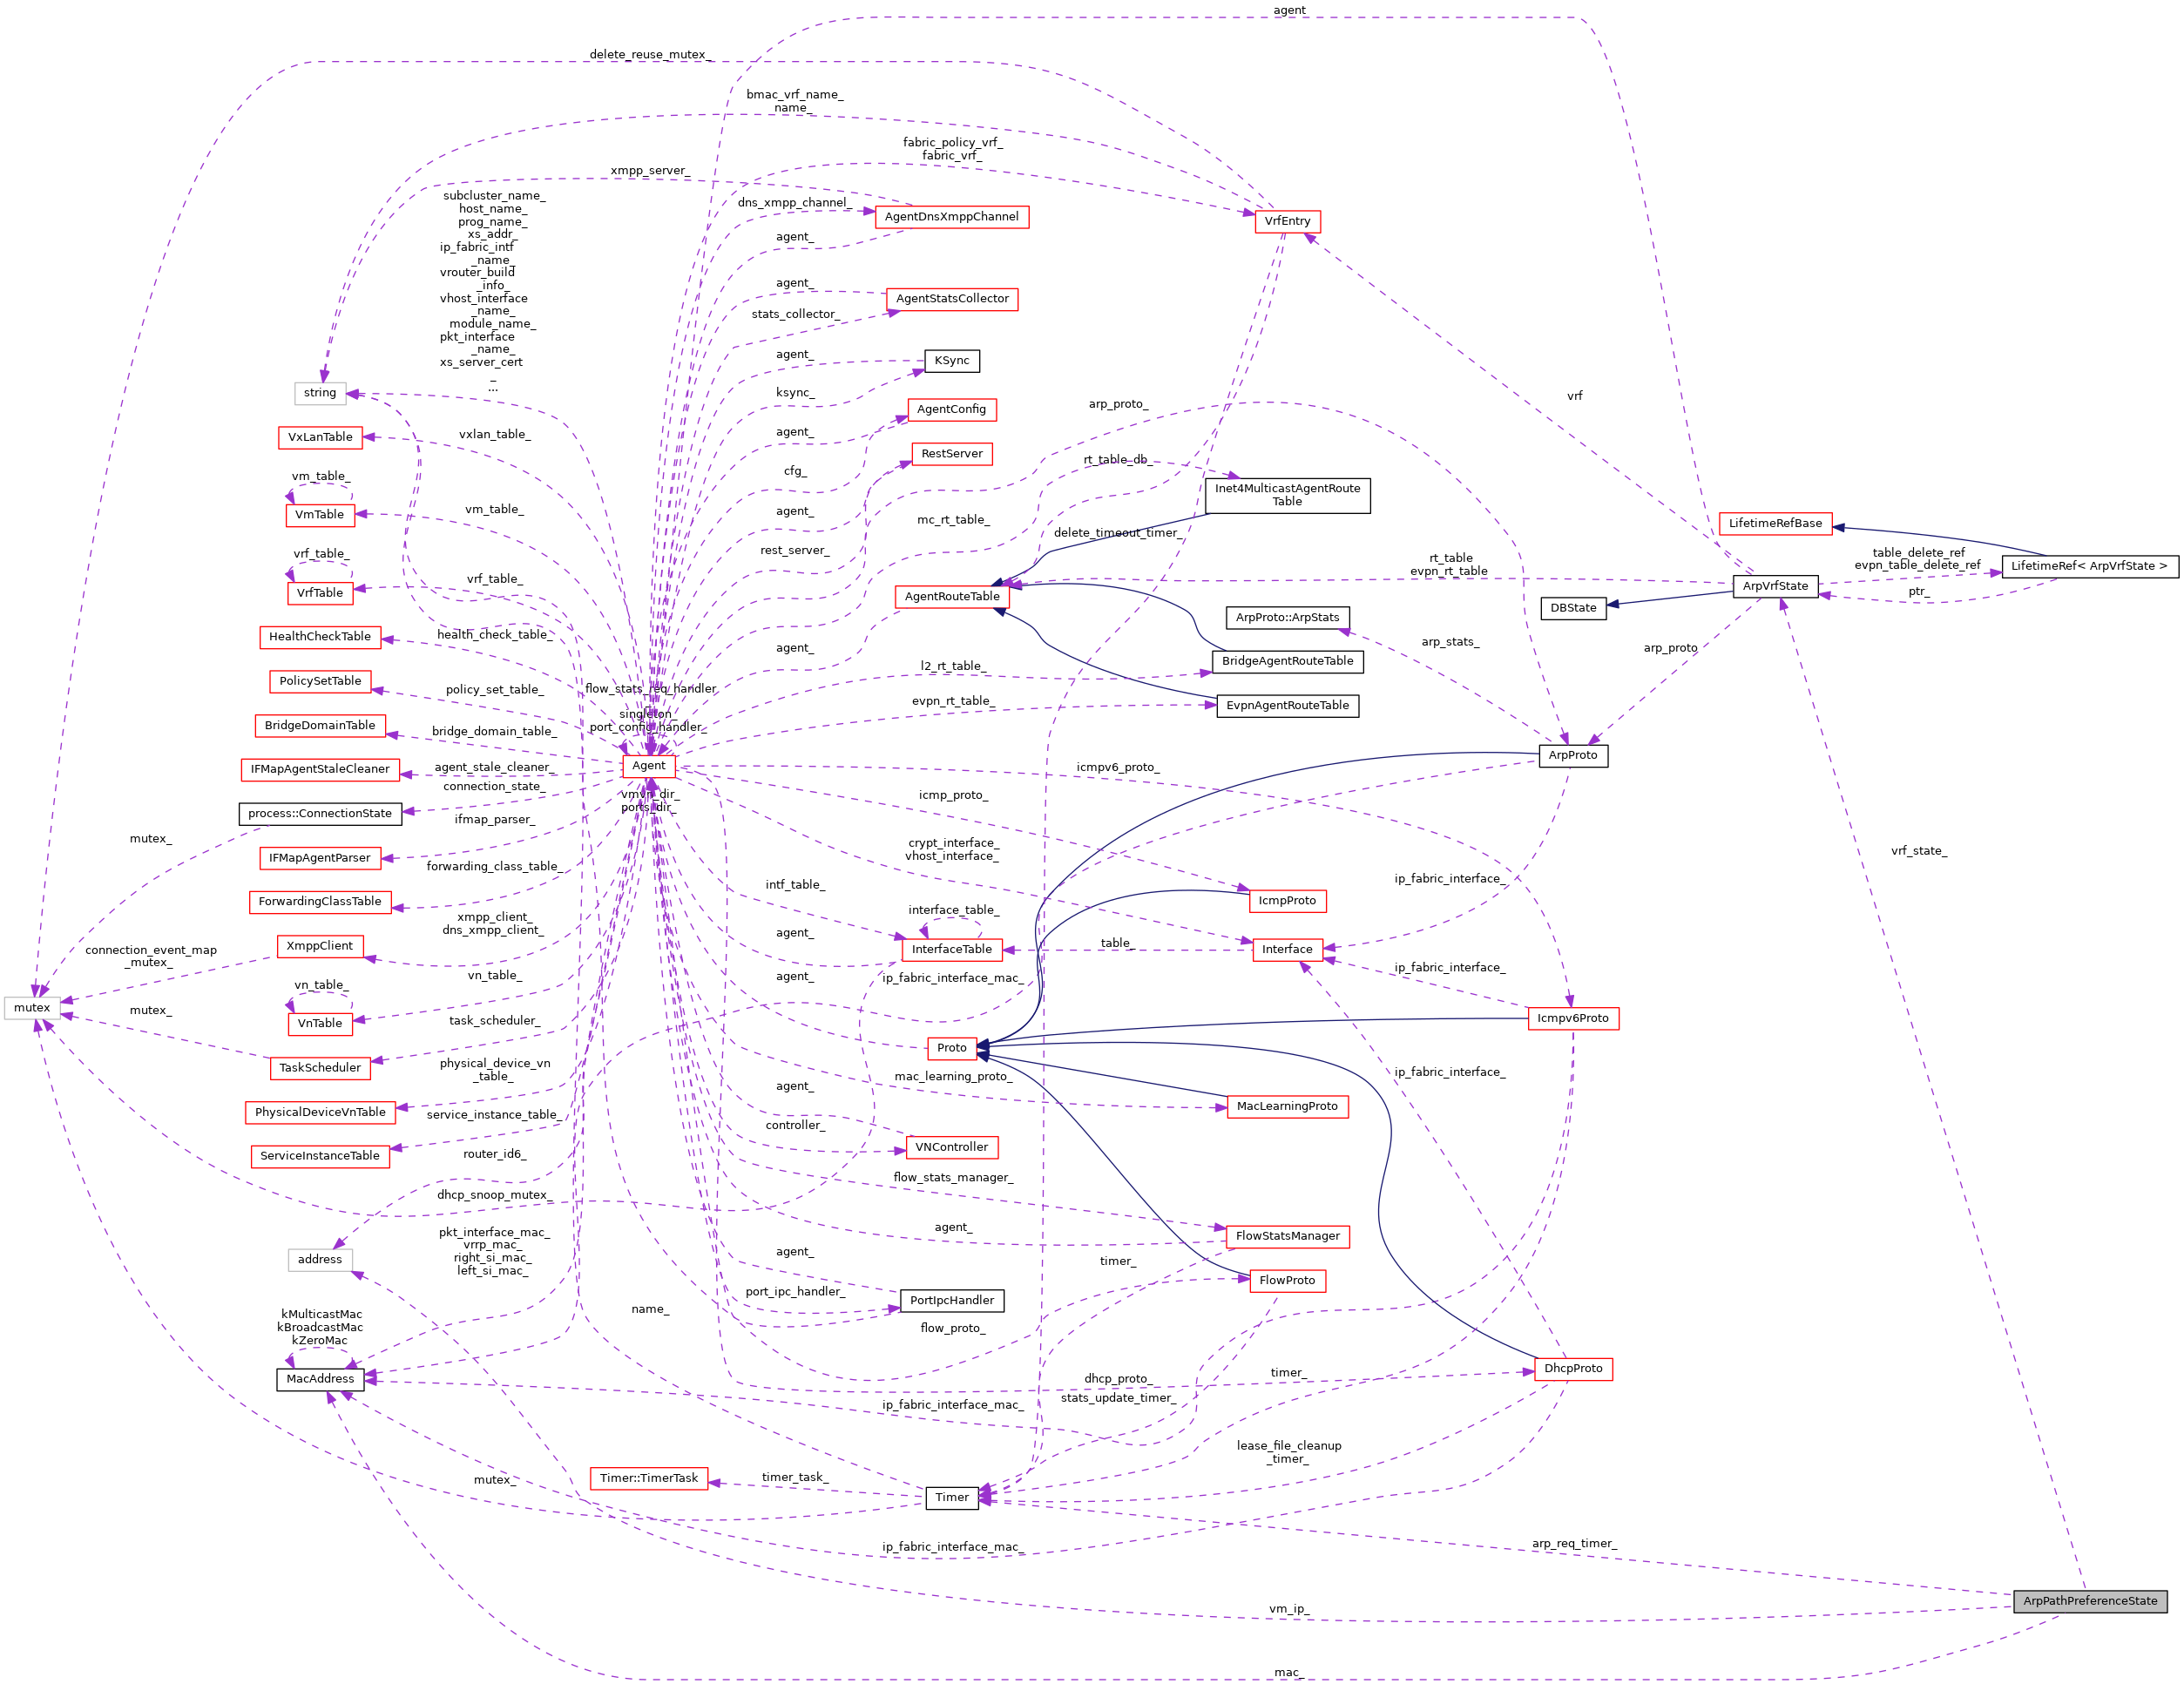 agent
delete_reuse_mutex_
bmac_vrf_name_
name_
fabric_policy_vrf_
fabric_vrf_
xmpp_server_
subcluster_name_
host_name_
prog_name_
xs_addr_
ip_fabric_intf
_name_
vrouter_build
_info_
vhost_interface
_name_
module_name_
pkt_interface
_name_
xs_server_cert
_
...
dns_xmpp_channel_
AgentDnsXmppChannel
VrfEntry
agent_
agent_
AgentStatsCollector
stats_collector_
agent_
KSync
string
ksync_
vrf
arp_proto_
AgentConfig
agent_
VxLanTable
vxlan_table_
RestServer
rt_table_db_
cfg_
vm_table_
Inet4MulticastAgentRoute
Table
VmTable
vm_table_
agent_
mc_rt_table_
LifetimeRefBase
delete_timeout_timer_
vrf_table_
rest_server_
rt_table
evpn_rt_table
table_delete_ref
evpn_table_delete_ref
LifetimeRef< ArpVrfState >
vrf_table_
VrfTable
AgentRouteTable
ArpVrfState
ptr_
DBState
ArpProto::ArpStats
HealthCheckTable
health_check_table_
agent_
arp_stats_
arp_proto
l2_rt_table_
BridgeAgentRouteTable
PolicySetTable
policy_set_table_
flow_stats_req_handler
_
singleton_
port_config_handler_
evpn_rt_table_
EvpnAgentRouteTable
BridgeDomainTable
bridge_domain_table_
ArpProto
IFMapAgentStaleCleaner
agent_stale_cleaner_
Agent
icmpv6_proto_
connection_state_
vmvn_dir_
ports_dir_
icmp_proto_
process::ConnectionState
ifmap_parser_
mutex_
crypt_interface_
vhost_interface_
vrf_state_
IFMapAgentParser
forwarding_class_table_
intf_table_
ip_fabric_interface_
ForwardingClassTable
IcmpProto
xmpp_client_
dns_xmpp_client_
interface_table_
agent_
XmppClient
connection_event_map
_mutex_
InterfaceTable
table_
Interface
vn_table_
agent_
ip_fabric_interface_mac_
ip_fabric_interface_
vn_table_
mutex
mutex_
VnTable
task_scheduler_
Icmpv6Proto
Proto
TaskScheduler
physical_device_vn
_table_
mac_learning_proto_
ip_fabric_interface_
agent_
PhysicalDeviceVnTable
service_instance_table_
MacLearningProto
controller_
VNController
ServiceInstanceTable
router_id6_
flow_stats_manager_
dhcp_snoop_mutex_
agent_
FlowStatsManager
pkt_interface_mac_
vrrp_mac_
right_si_mac_
left_si_mac_
address
agent_
timer_
FlowProto
port_ipc_handler_
PortIpcHandler
name_
kMulticastMac
kBroadcastMac
kZeroMac
flow_proto_
MacAddress
dhcp_proto_
timer_
DhcpProto
stats_update_timer_
ip_fabric_interface_mac_
lease_file_cleanup
_timer_
Timer::TimerTask
timer_task_
mutex_
Timer
ip_fabric_interface_mac_
arp_req_timer_
ArpPathPreferenceState
vm_ip_
mac_